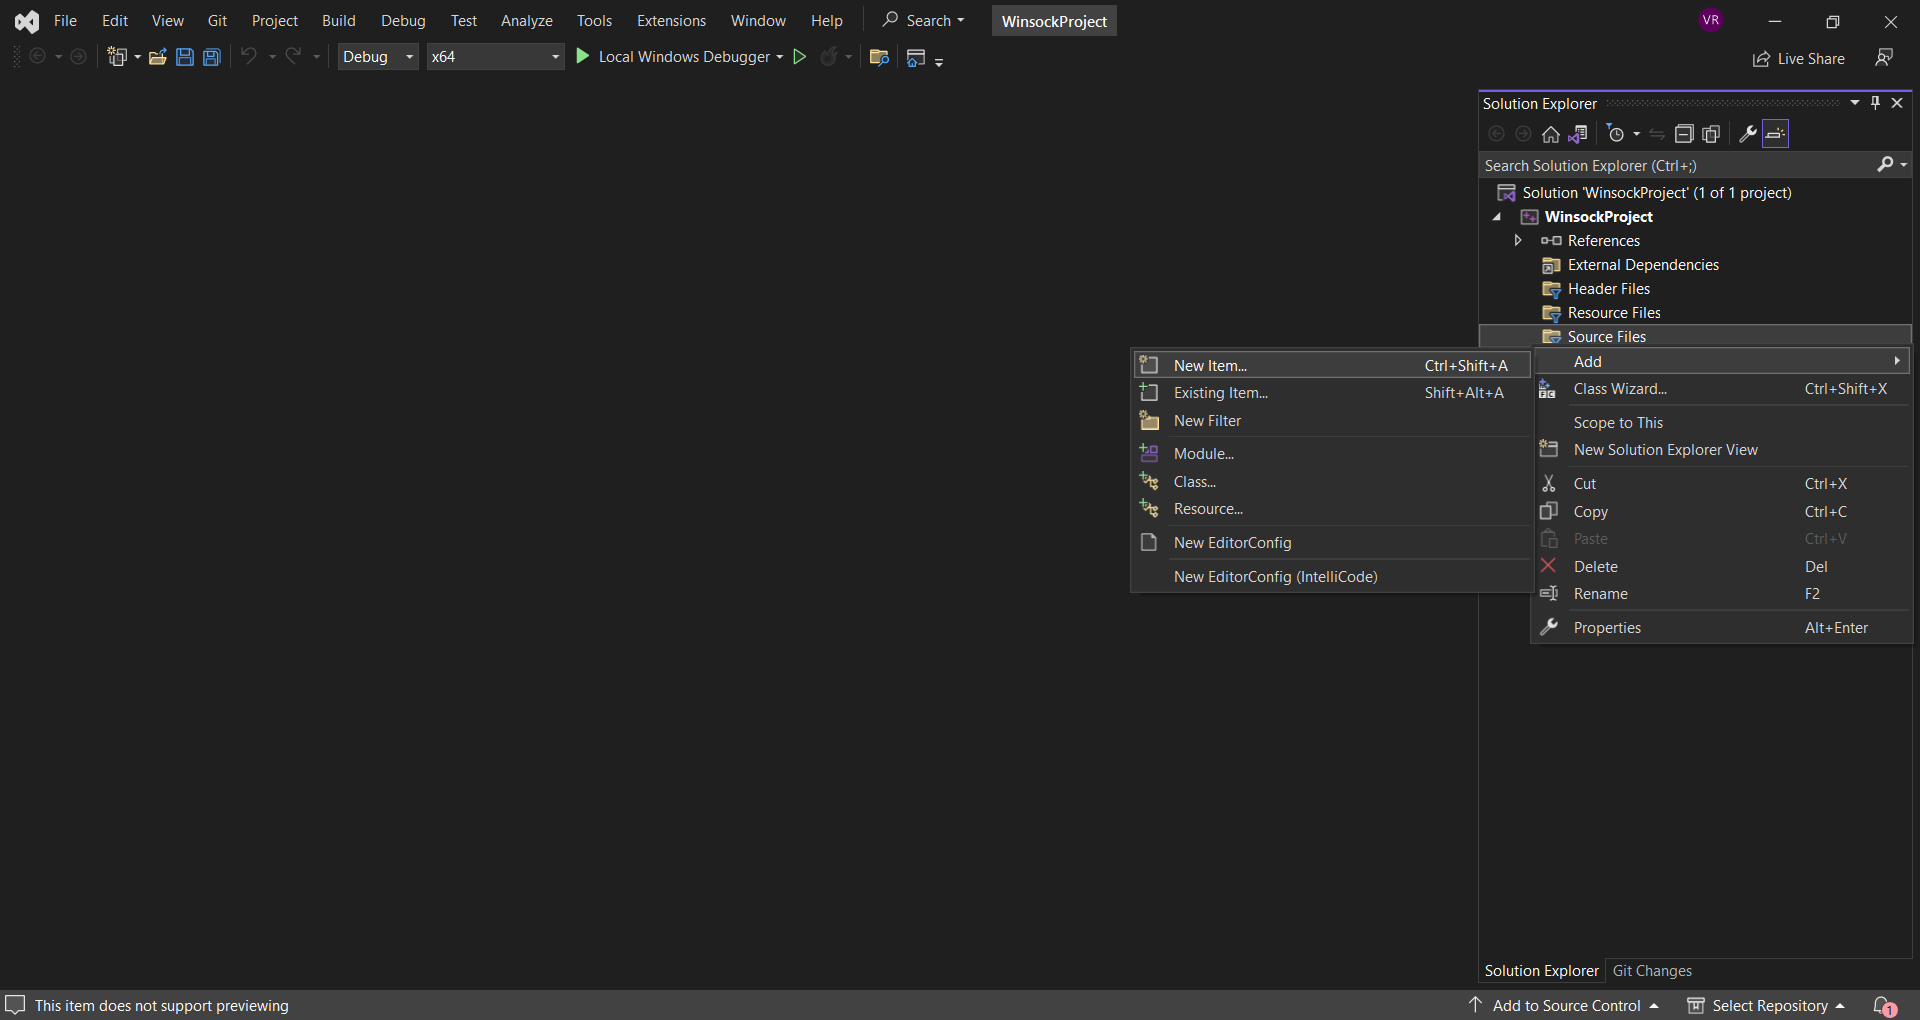 File Edit View Git Project Build Debug Test Analyze Tools Extensions Window Help Search WinsockProject VR
Debug x64 Local Windows Debugger Live Share
Solution Explorer
Search Solution Explorer (Ctrl+;)
Solution 'WinsockProject' (1 of 1 project)
WinsockProject
References
External Dependencies
Header Files
Resource Files
Source Files
New Item... Ctrl+Shift+A
Existing Item... Shift+Alt+A
New Filter
Module...
Class...
Resource...
New EditorConfig
New EditorConfig (IntelliCode)
Add
Class Wizard... Ctrl+Shift+X
Scope to This
New Solution Explorer View
Cut Ctrl+X
Copy Ctrl+C
Paste Ctrl+V
Delete Del
Rename F2
Properties Alt+Enter
Solution Explorer Git Changes
This item does not support previewing Add to Source Control Select Repository 1